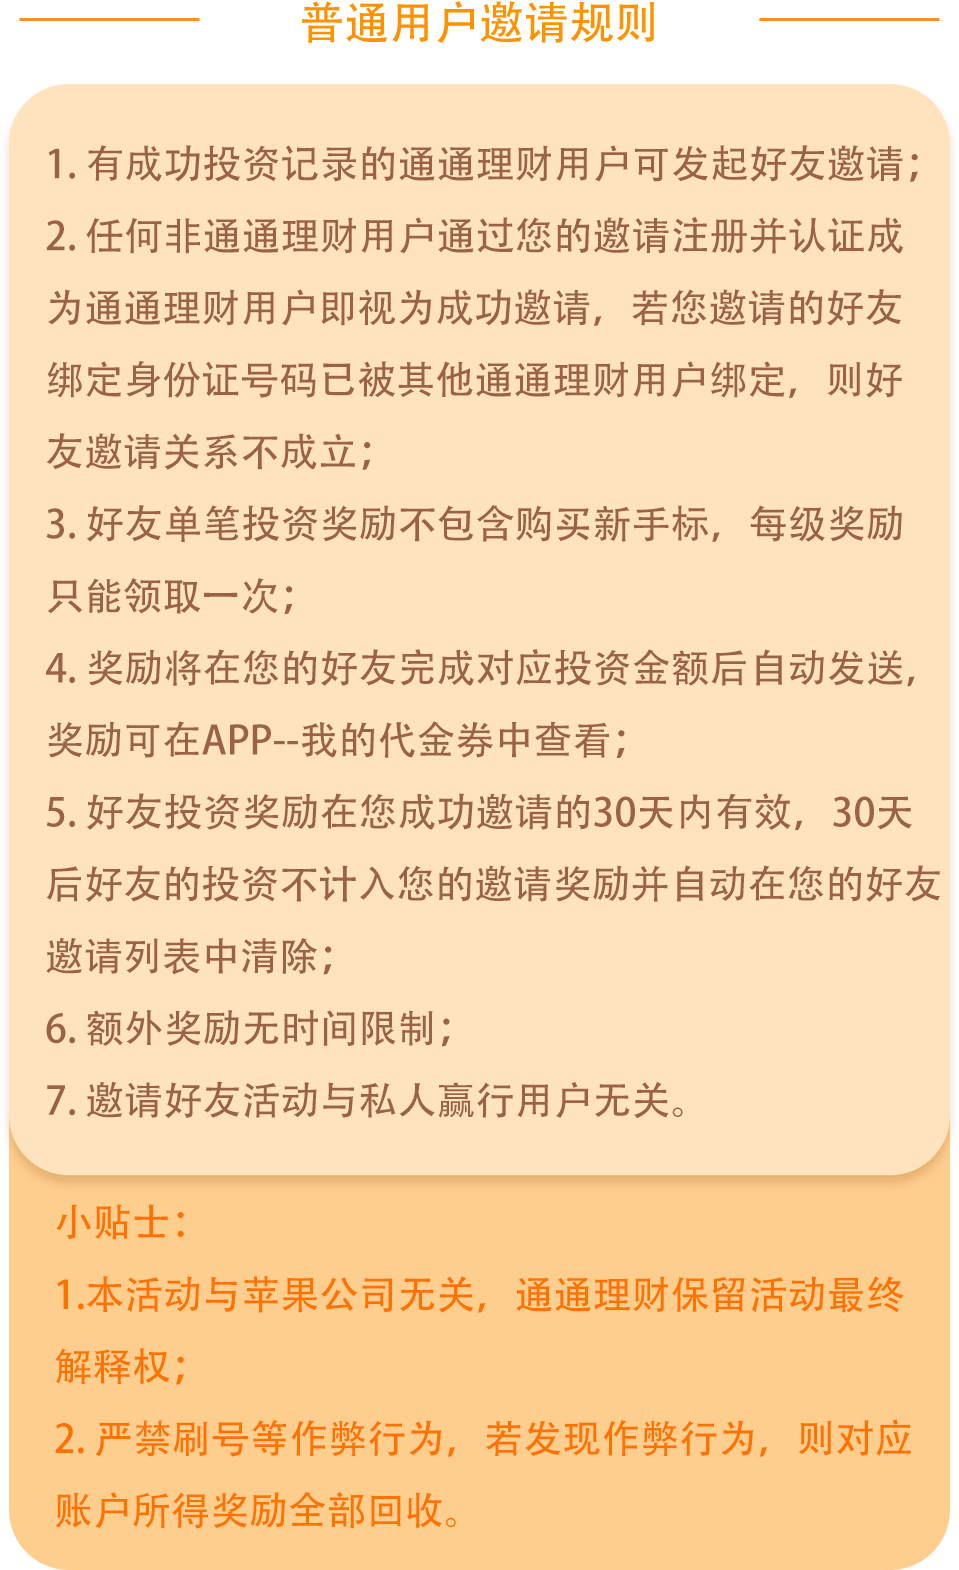 普通用户邀请规则
1. 有成功投资记录的通通理财用户可发起好友邀请；
2. 任何非通通理财用户通过您的邀请注册并认证成
为通通理财用户即视为成功邀请，若您邀请的好友
绑定身份证号码已被其他通通理财用户绑定，则好
友邀请关系不成立；
3. 好友单笔投资奖励不包含购买新手标，每级奖励
只能领取一次；
4. 奖励将在您的好友完成对应投资金额后自动发送，
奖励可在APP--我的代金券中查看；
5. 好友投资奖励在您成功邀请的30天内有效，30天
后好友的投资不计入您的邀请奖励并自动在您的好友
邀请列表中清除；
6. 额外奖励无时间限制；
7. 邀请好友活动与私人赢行用户无关。
小贴士：
1.本活动与苹果公司无关，通通理财保留活动最终
解释权；
2. 严禁刷号等作弊行为，若发现作弊行为，则对应
账户所得奖励全部回收。